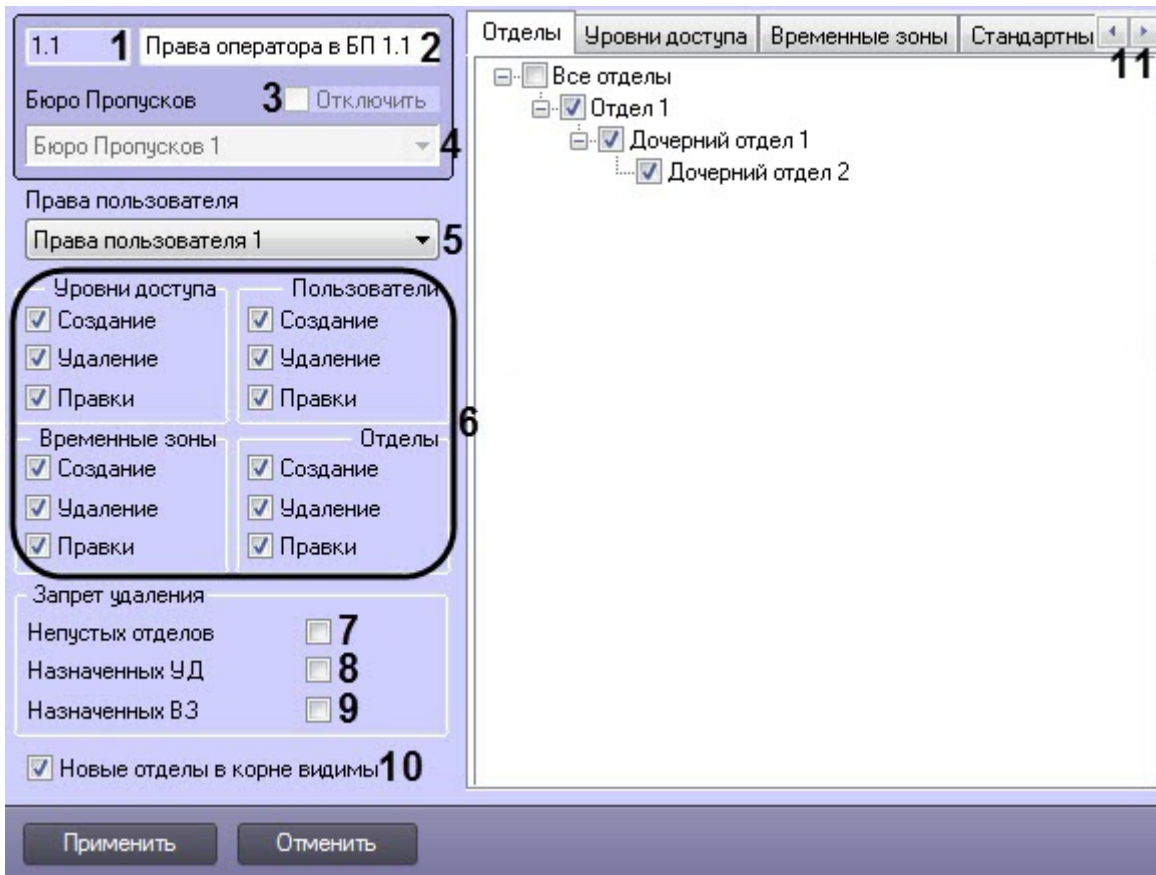 1.1 1 Права оператора в БП 1.1 2
Бюро Пропусков 3 Отключить
Бюро Пропусков 1 4
Права пользователя
Права пользователя 1 5
Уровни доступа
Создание
Удаление
Правки
Пользователи
Создание
Удаление
Правки
6
Временные зоны
Создание
Удаление
Правки
Отделы
Создание
Удаление
Правки
Запрет удаления
Непустых отделов 7
Назначенных УД 8
Назначенных ВЗ 9
Новые отделы в корне видимы 10
Отделы Уровни доступа Временные зоны Стандартны 11
Все отделы
Отдел 1
Дочерний отдел 1
Дочерний отдел 2
Применить Отменить